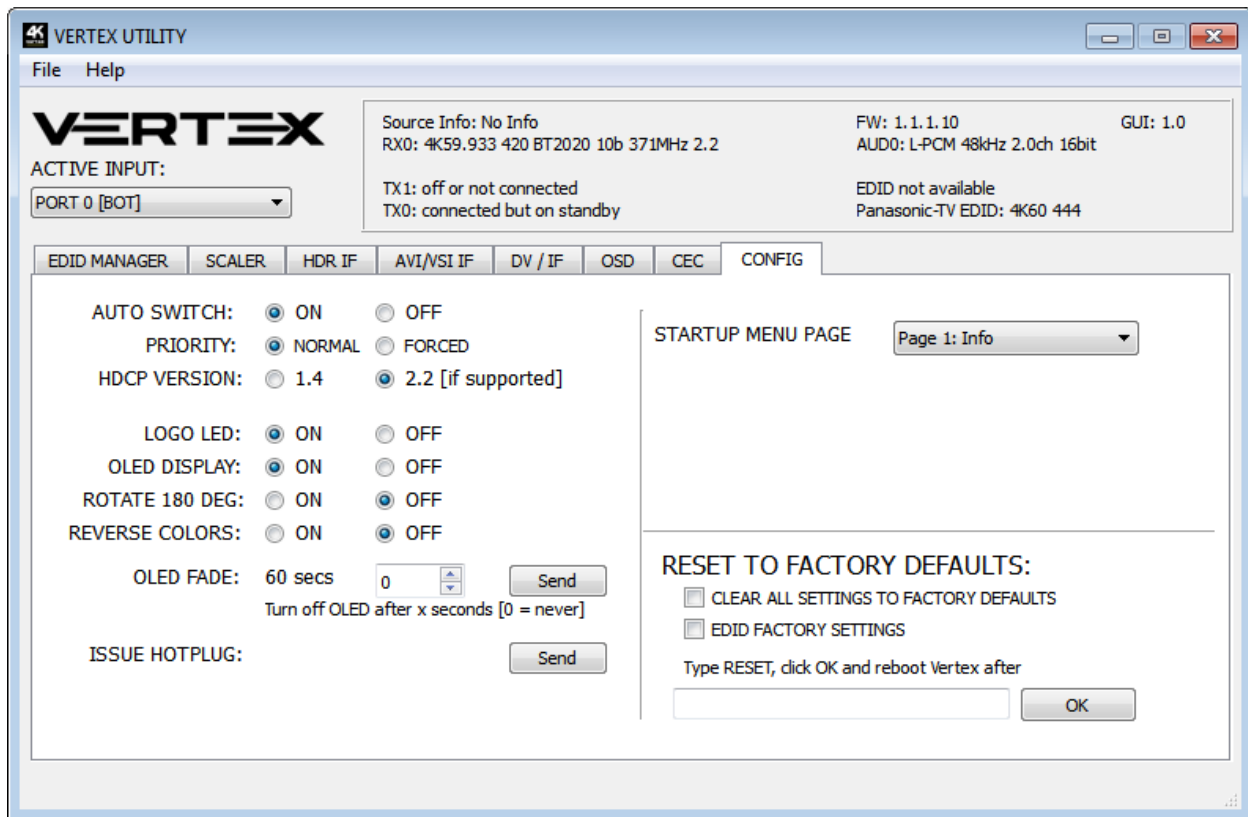 4K
VERTEX UTILITY
File Help
VERTEX
ACTIVE INPUT:
PORT 0 [BOT]
Source Info: No Info
RX0: 4K59.933 420 BT2020 10b 371MHz 2.2
TX1: off or not connected
TX0: connected but on standby
FW: 1.1.1.10 GUI: 1.0
AUD0: L-PCM 48kHz 2.0ch 16bit
EDID not available
Panasonic-TV EDID: 4K60 444
EDID MANAGER SCALER HDR IF AVI/VSI IF DV / IF OSD CEC CONFIG
AUTO SWITCH: ON OFF
PRIORITY: NORMAL FORCED
HDCP VERSION: 1.4 2.2 [if supported]
LOGO LED: ON OFF
OLED DISPLAY: ON OFF
ROTATE 180 DEG: ON OFF
REVERSE COLORS: ON OFF
OLED FADE: 60 secs 0 Send
Turn off OLED after x seconds [0 = never]
ISSUE HOTPLUG: Send
STARTUP MENU PAGE Page 1: Info
RESET TO FACTORY DEFAULTS:
CLEAR ALL SETTINGS TO FACTORY DEFAULTS
EDID FACTORY SETTINGS
Type RESET, click OK and reboot Vertex after
OK